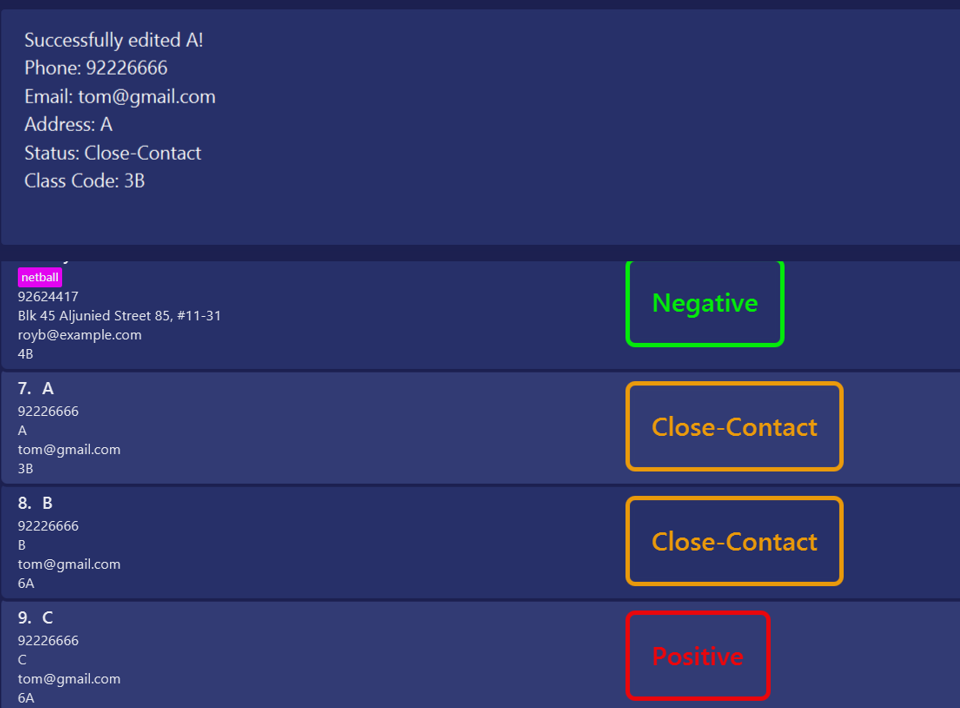 Successfully edited A!
Phone: 92226666
Email: tom@gmail.com
Address: A
Status: Close-Contact
Class Code: 3B
netball
92624417
Blk 45 Aljunied Street 85, #11-31
royb@example.com
4B
Negative
7. A
92226666
A
tom@gmail.com
3B
Close-Contact
8. B
92226666
B
tom@gmail.com
6A
Close-Contact
9. C
92226666
C
tom@gmail.com
6A
Positive